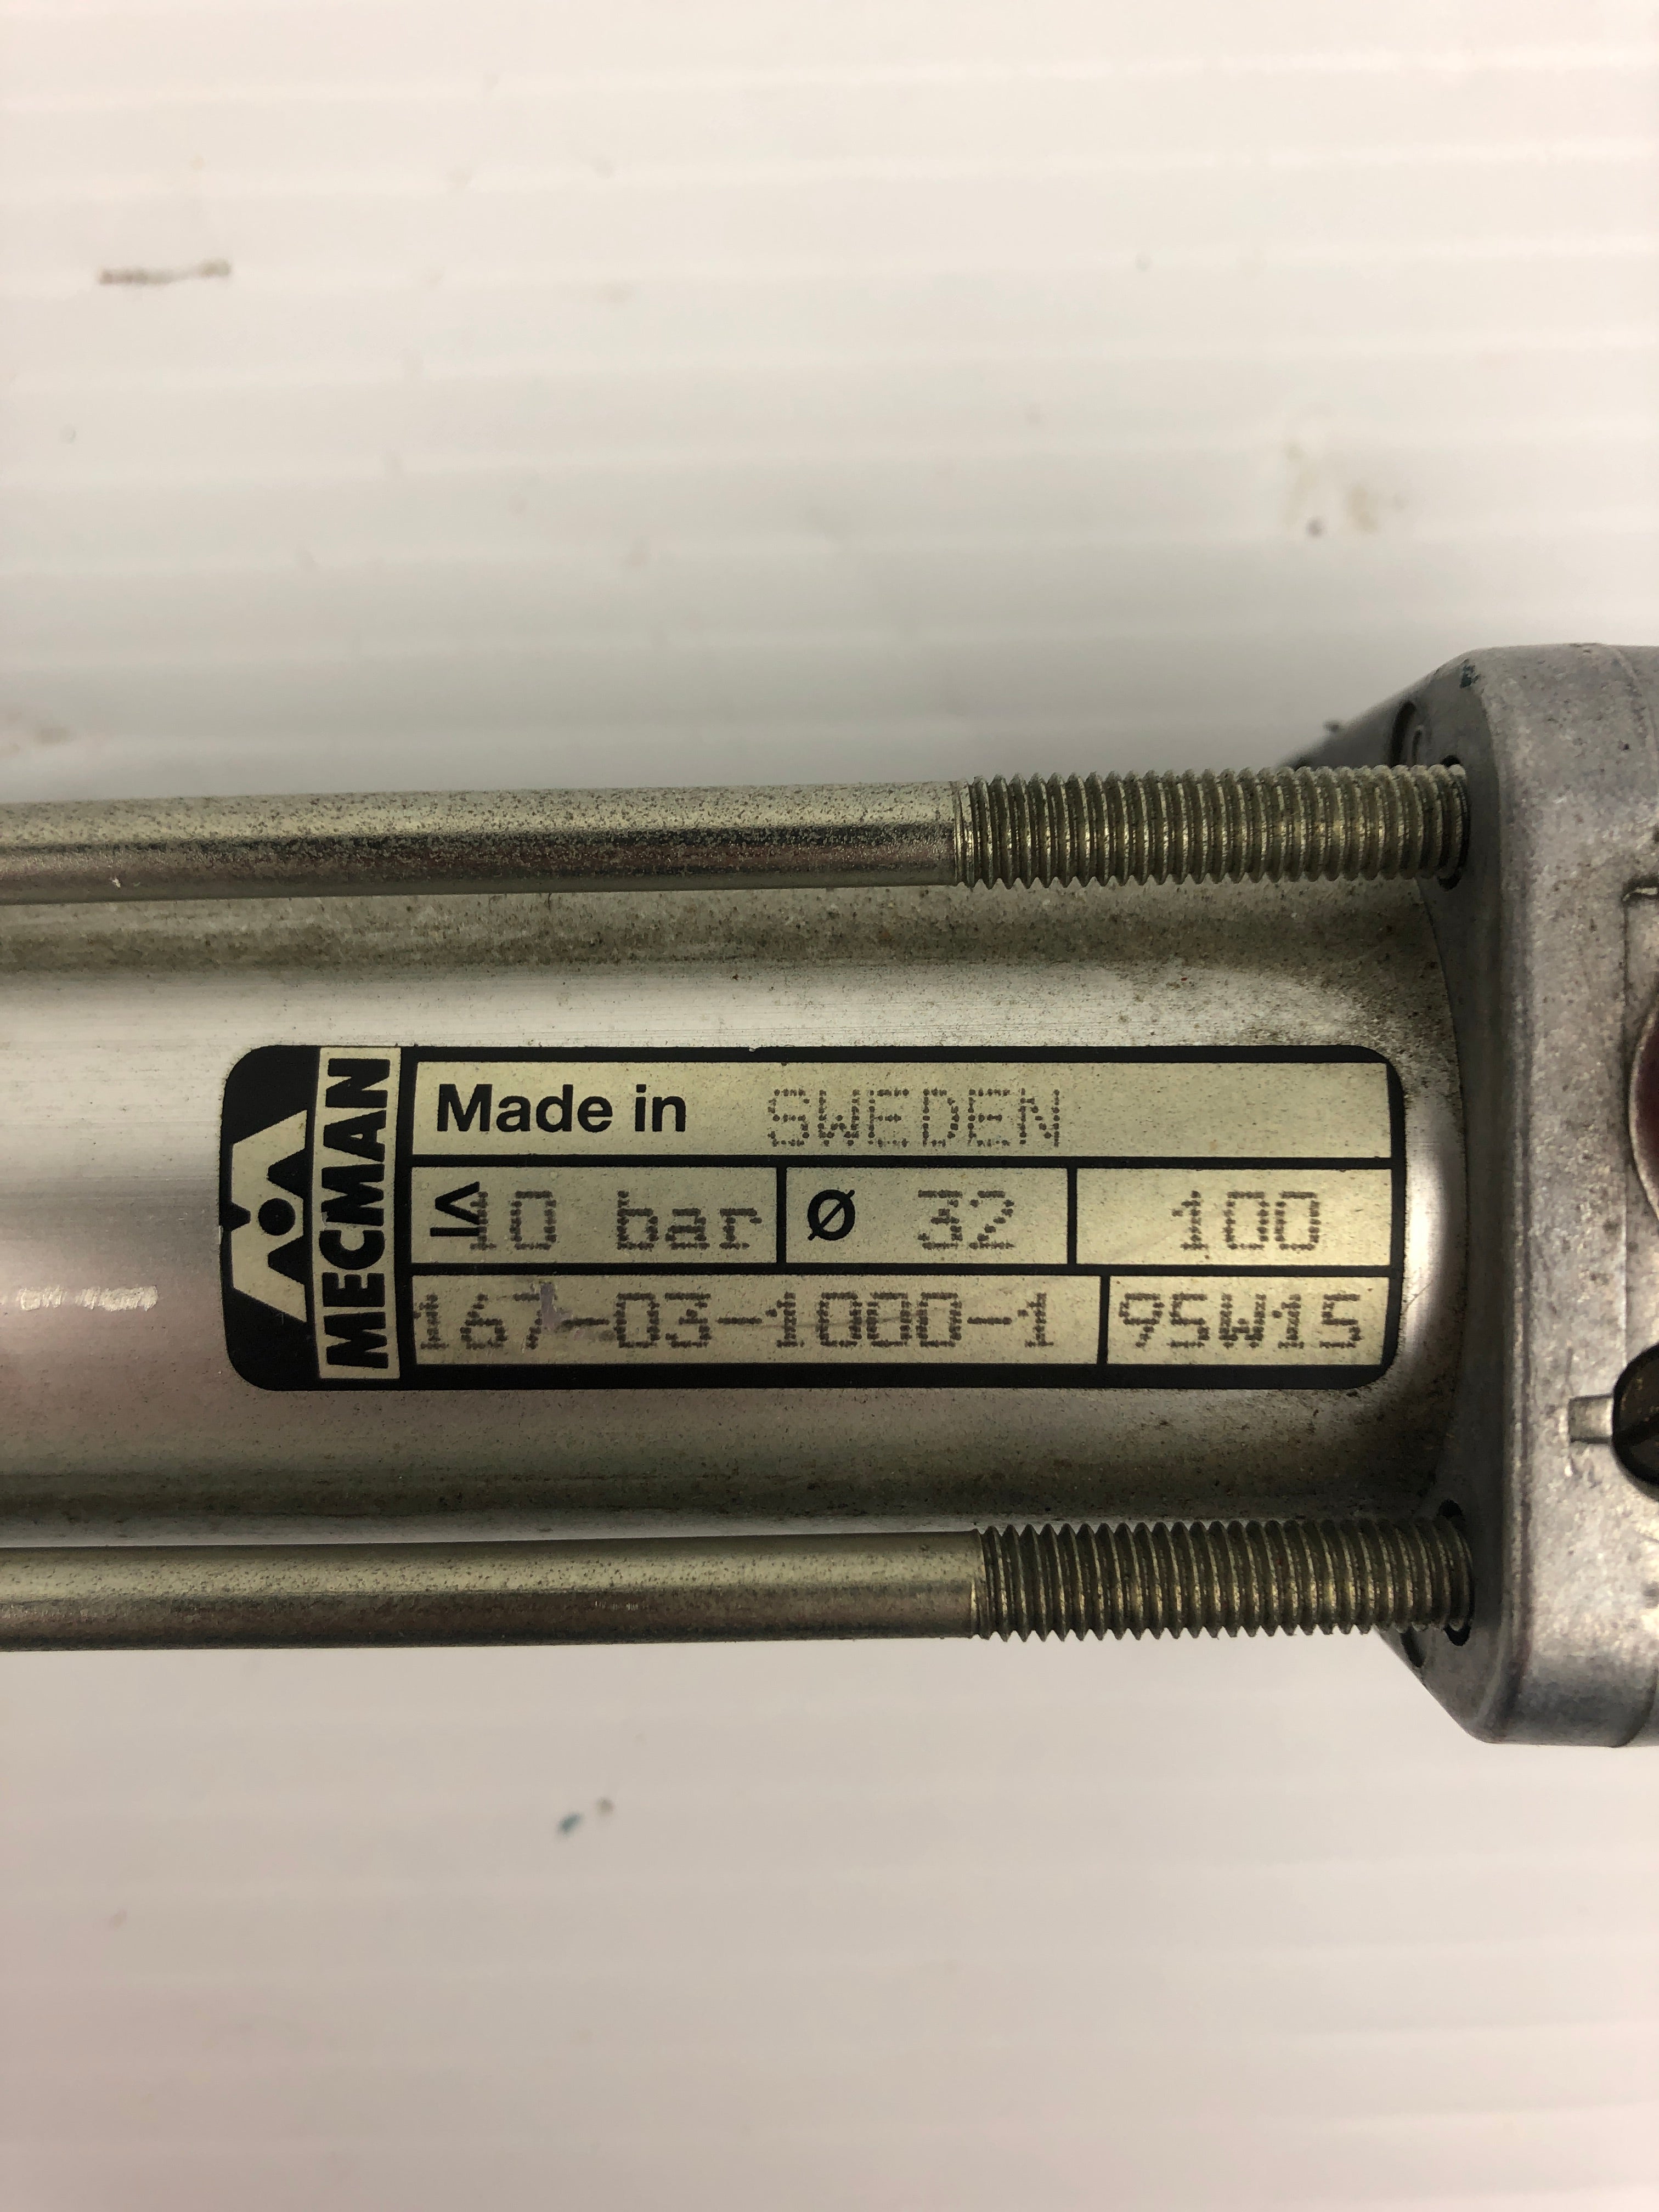 MECMAN
Made in SWEDEN
≤ 10 bar ⌀ 32 100
167-03-1000-1 95W15